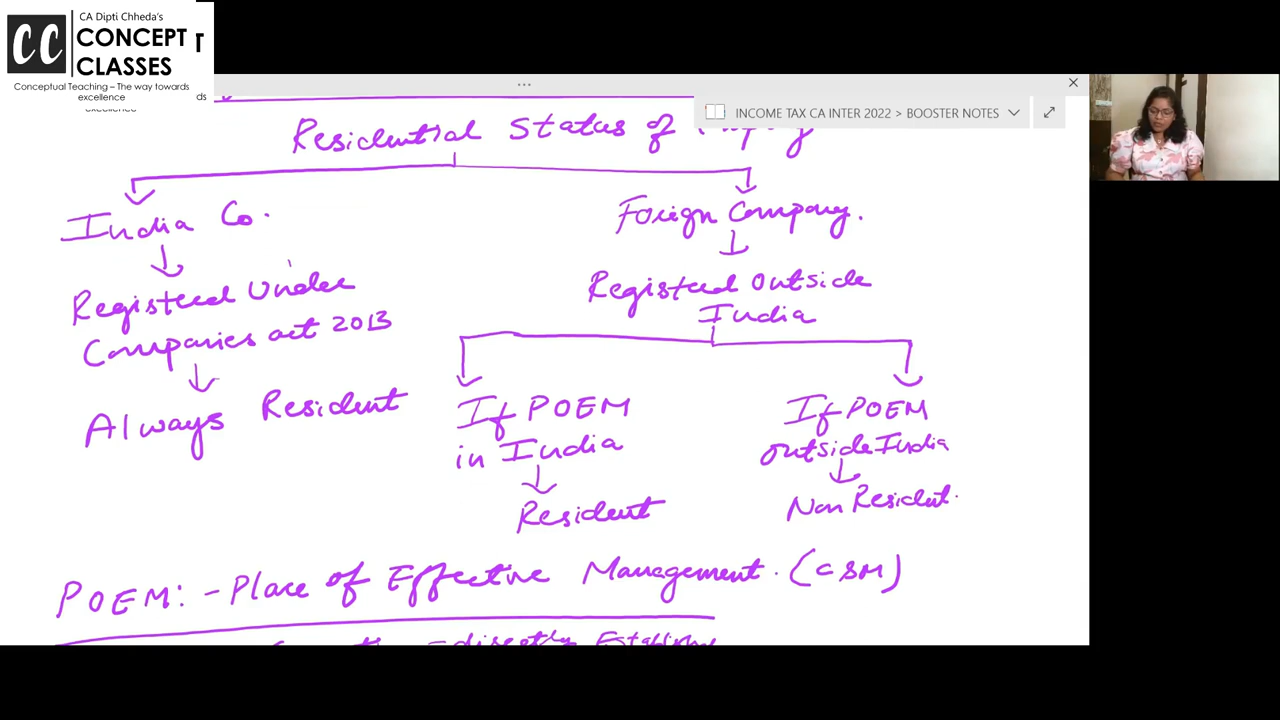 CA Dipti Chheda's
CONCEPT
CLASSES
Conceptual Teaching – The way towards
excellence
INCOME TAX CA INTER 2022 > BOOSTER NOTES
Residential Status of
India Co.
Foreign Company.
Registered Under
Companies act 2013
Registered Outside
India
Always Resident
If POEM
in India
If POEM
outside India
Resident
Non Resident.
POEM: - Place of Effective Management. (CSM)
directly